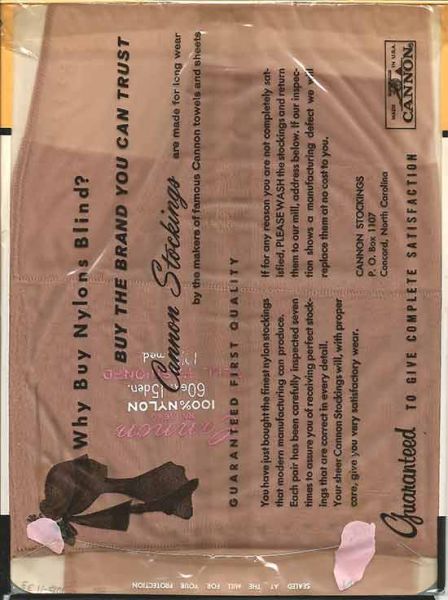 Why Buy Nylons Blind?
BUY THE BRAND YOU CAN TRUST
Cannon Stockings are made for long wear
by the makers of famous Cannon towels and sheets
MADE IN U.S.A.
CANNON
GUARANTEED FIRST QUALITY
You have just bought the finest nylon stockings
that modern manufacturing can produce.
Each pair has been carefully inspected seven
times to assure you of receiving perfect stock-
ings that are correct in every detail.
Your sheer Cannon Stockings will, with proper
care, give you very satisfactory wear.
If for any reason you are not completely sat-
isfied, PLEASE WASH the stockings and return
them to our mill, address below. If our inspec-
tion shows a manufacturing defect we will
replace them at no cost to you.
CANNON STOCKINGS
P. O. Box 1107
Concord, North Carolina
Guaranteed TO GIVE COMPLETE SATISFACTION
Cannon
100% NYLON
60 15 den.
SEALED AT THE MILL FOR YOUR PROTECTION